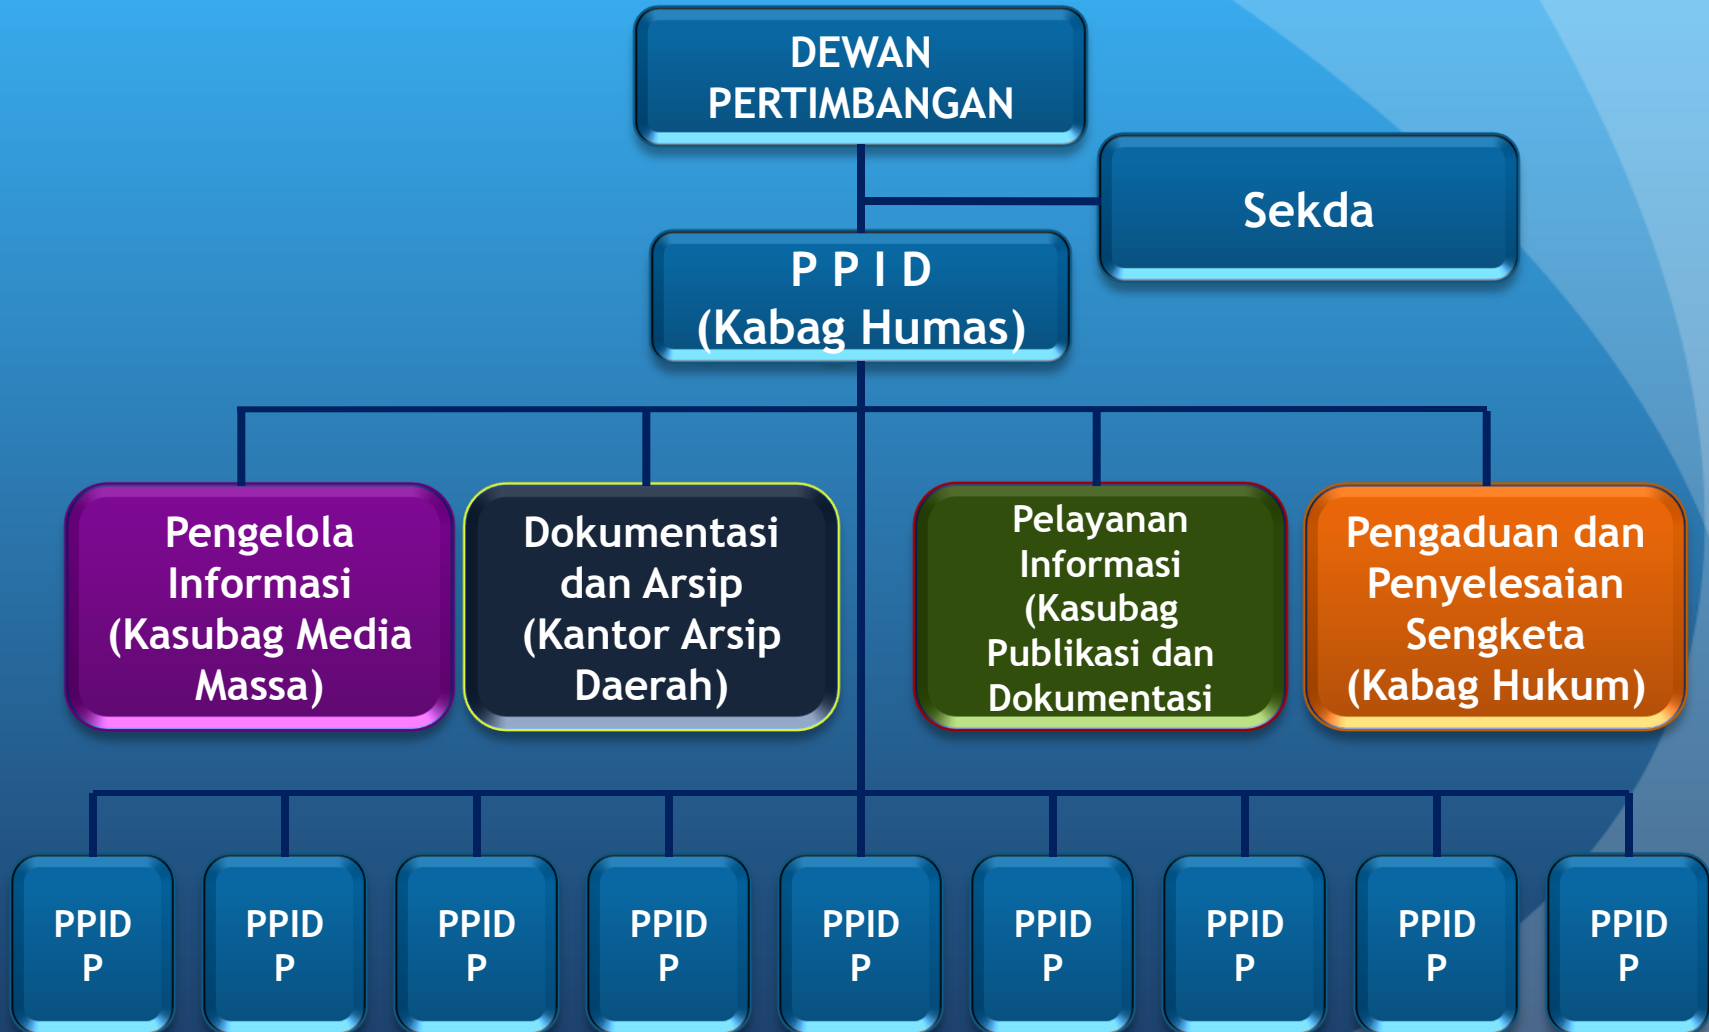 DEWAN
PERTIMBANGAN
Sekda
P P I D
(Kabag Humas)
Pengelola
Informasi
(Kasubag Media
Massa)
Dokumentasi
dan Arsip
(Kantor Arsip
Daerah)
Pelayanan
Informasi
(Kasubag
Publikasi dan
Dokumentasi
Pengaduan dan
Penyelesaian
Sengketa
(Kabag Hukum)
PPID
P
PPID
P
PPID
P
PPID
P
PPID
P
PPID
P
PPID
P
PPID
P
PPID
P